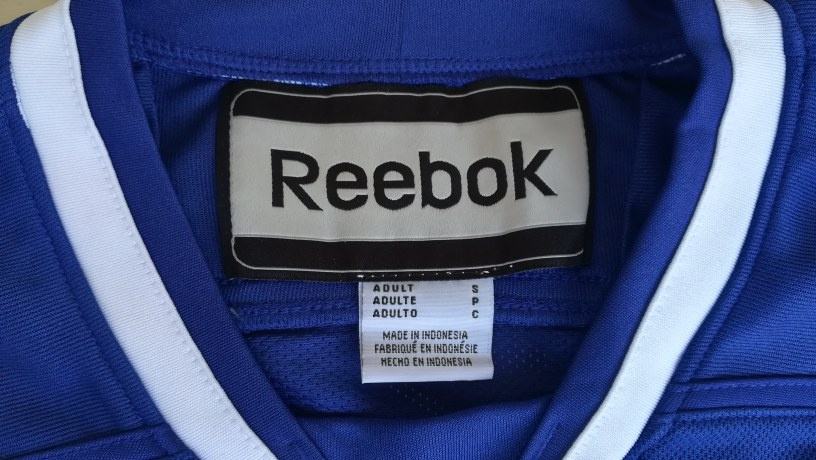 Reebok
ADULT S
ADULTE P
ADULTO C
MADE IN INDONESIA
FABRIQUÉ EN INDONÉSIE
HECHO EN INDONESIA